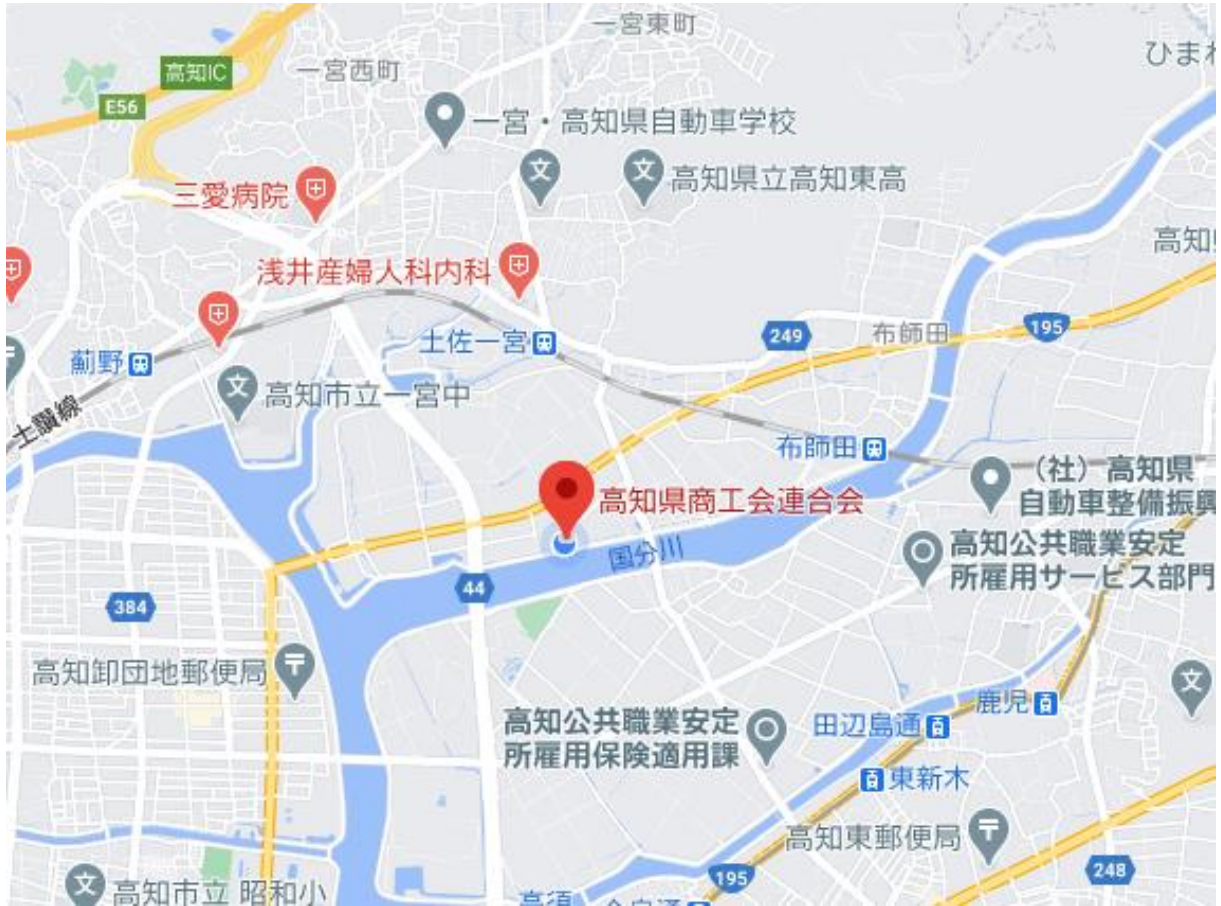 一宮東町
ひまわ
高知IC
一宮西町
E56
一宮・高知県自動車学校
高知県立高知東高
三愛病院
高知県
浅井産婦人科内科
195
249
布師田
土佐一宮
薊野
高知市立一宮中
土讃線
布師田
（社）高知県
自動車整備振興
高知県商工会連合会
国分川
高知公共職業安定
所雇用サービス部門
44
384
高知卸団地郵便局
鹿児
高知公共職業安定
所雇用保険適用課
田辺島通
東新木
高知東郵便局
248
195
高知市立 昭和小
高須